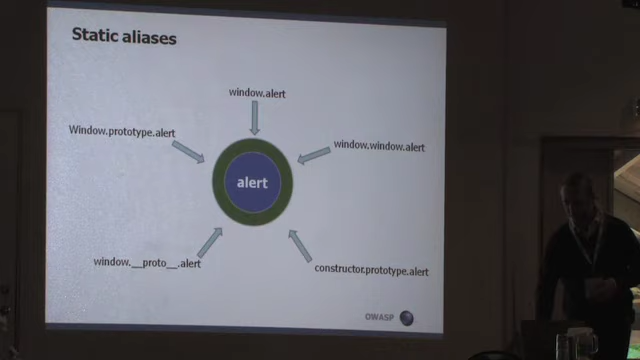 Static aliases
window.alert
Window.prototype.alert
window.window.alert
alert
window.__proto__.alert
constructor.prototype.alert
OWASP